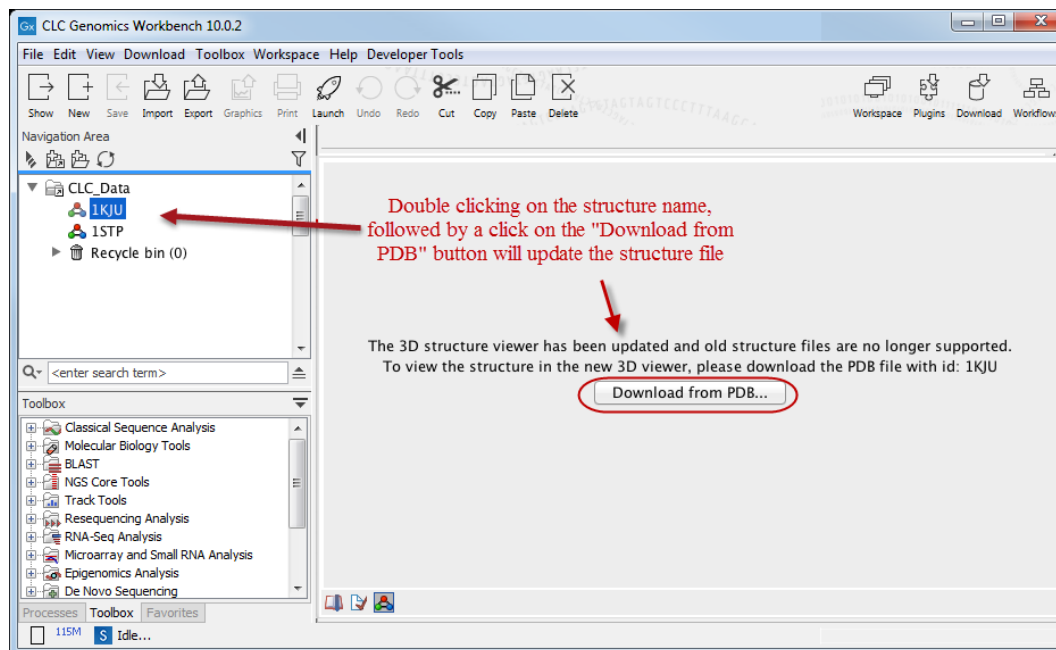 CLC Genomics Workbench 10.0.2
File Edit View Download Toolbox Workspace Help Developer Tools
Show New Save Import Export Graphics Print Launch Undo Redo Cut Copy Paste Delete Workspace Plugins Download Workflows
Navigation Area
CLC_Data
1KJU
1STP
Recycle bin (0)
Double clicking on the structure name,
followed by a click on the "Download from
PDB" button will update the structure file
The 3D structure viewer has been updated and old structure files are no longer supported.
To view the structure in the new 3D viewer, please download the PDB file with id: 1KJU
Download from PDB...
<enter search term>
Toolbox
Classical Sequence Analysis
Molecular Biology Tools
BLAST
NGS Core Tools
Track Tools
Resequencing Analysis
RNA-Seq Analysis
Microarray and Small RNA Analysis
Epigenomics Analysis
De Novo Sequencing
Processes Toolbox Favorites
115M S Idle...